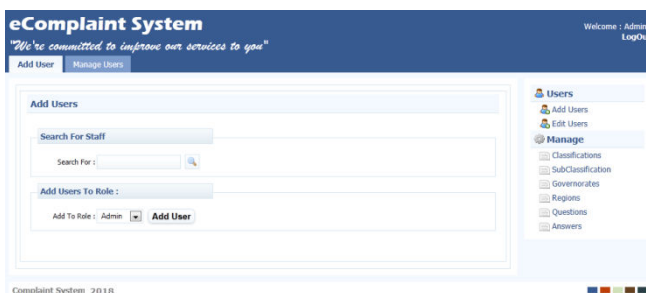 eComplaint System
"We're committed to improve our services to you"
Welcome : Admin
LogOu
Add User
Manage Users
Add Users
Search For Staff
Search For :
Add Users To Role :
Add To Role : Admin
Add User
Users
Add Users
Edit Users
Manage
Classifications
SubClassification
Governorates
Regions
Questions
Answers
Complaint System 2018